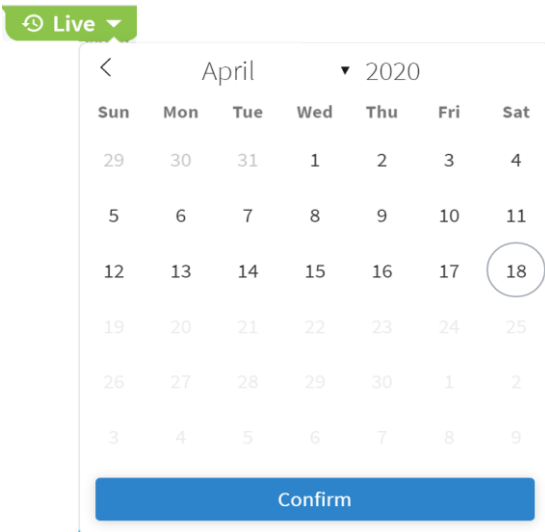 Live
April 2020
Sun Mon Tue Wed Thu Fri Sat
29 30 31 1 2 3 4
5 6 7 8 9 10 11
12 13 14 15 16 17 18
19 20 21 22 23 24 25
26 27 28 29 30 1 2
3 4 5 6 7 8 9
Confirm